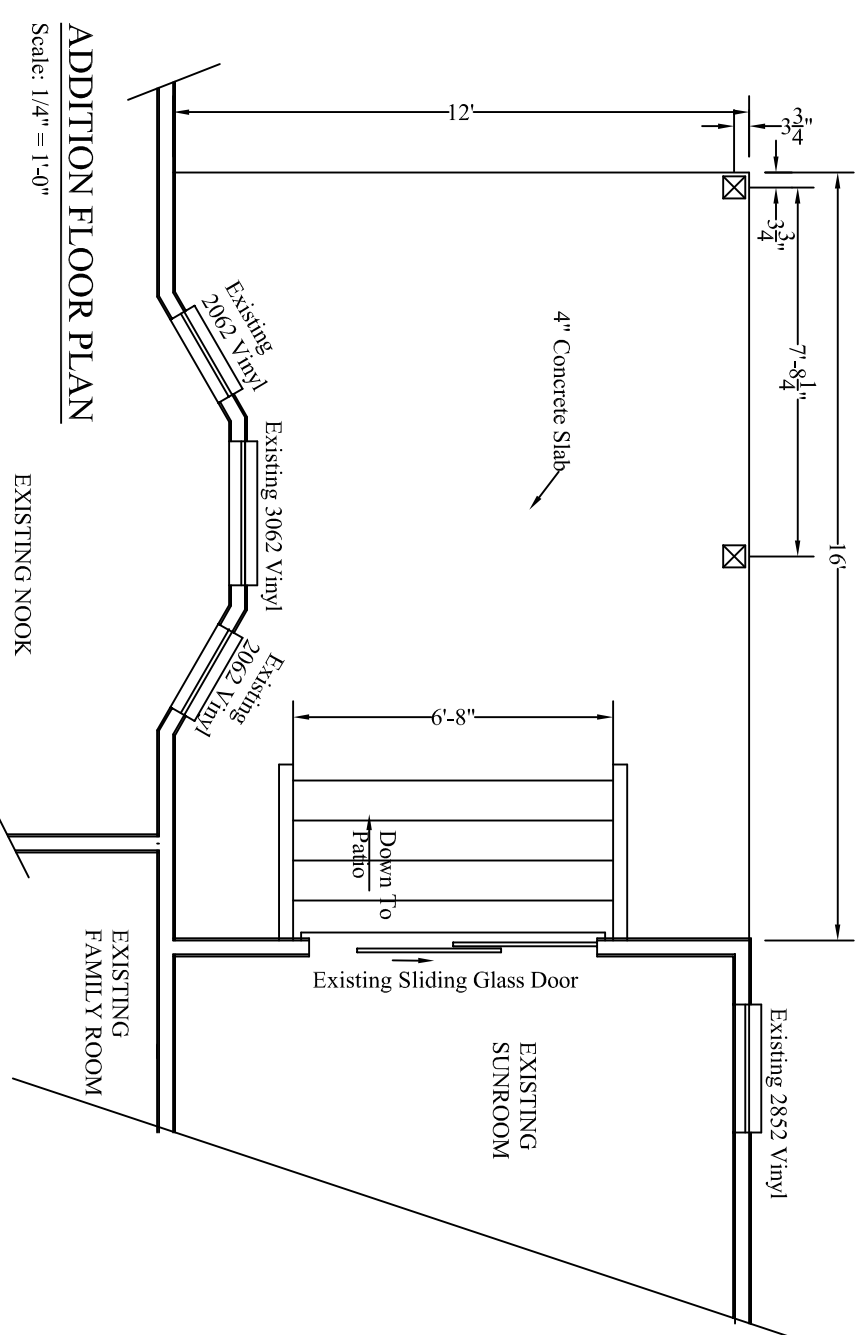 3 3/4"
12'
3 3/4"
7'-8 1/4"
16'
4" Concrete Slab
Existing
2062 Vinyl
Existing 3062 Vinyl
Existing
2062 Vinyl
6'-8"
Down To
Patio
Existing Sliding Glass Door
Existing 2852 Vinyl
EXISTING
SUNROOM
EXISTING
FAMILY ROOM
EXISTING NOOK
ADDITION FLOOR PLAN
Scale: 1/4" = 1'-0"